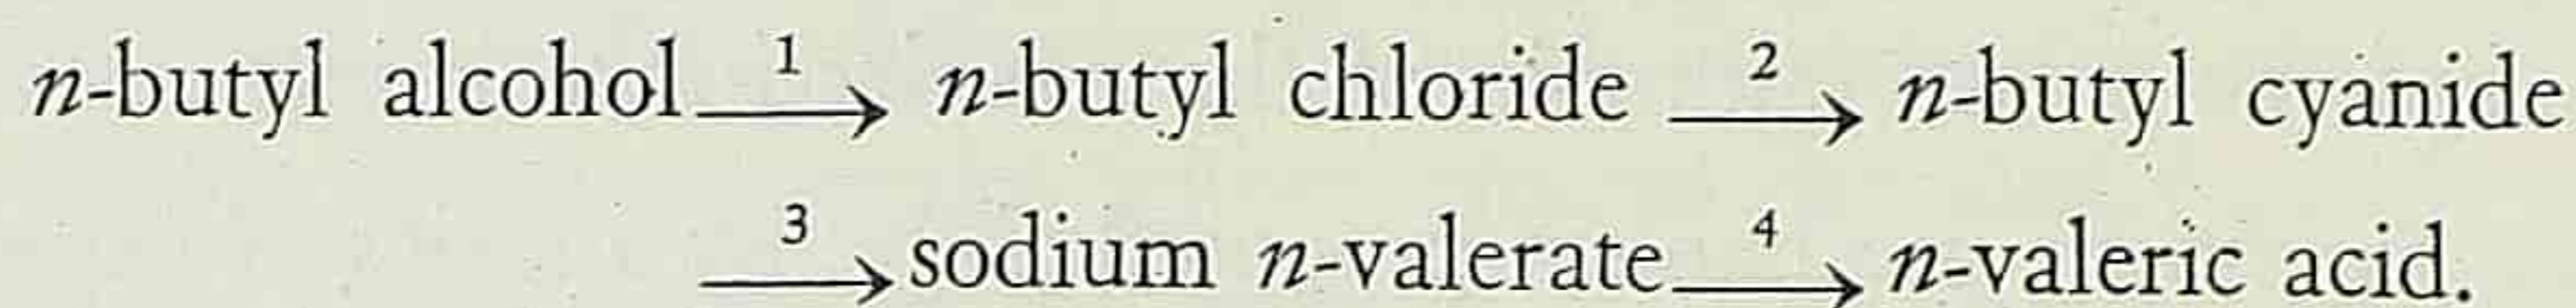 n-butyl alcohol 1⟶ n-butyl chloride 2⟶ n-butyl cyanide
3⟶ sodium n-valerate 4⟶ n-valeric acid.